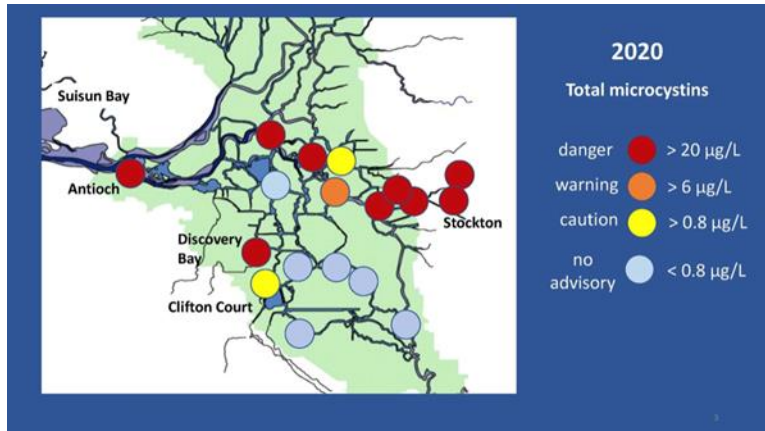 2020
Total microcystins
Suisun Bay
Antioch
Discovery
Bay
Clifton Court
Stockton
danger > 20 µg/L
warning > 6 µg/L
caution > 0.8 µg/L
no
advisory < 0.8 µg/L